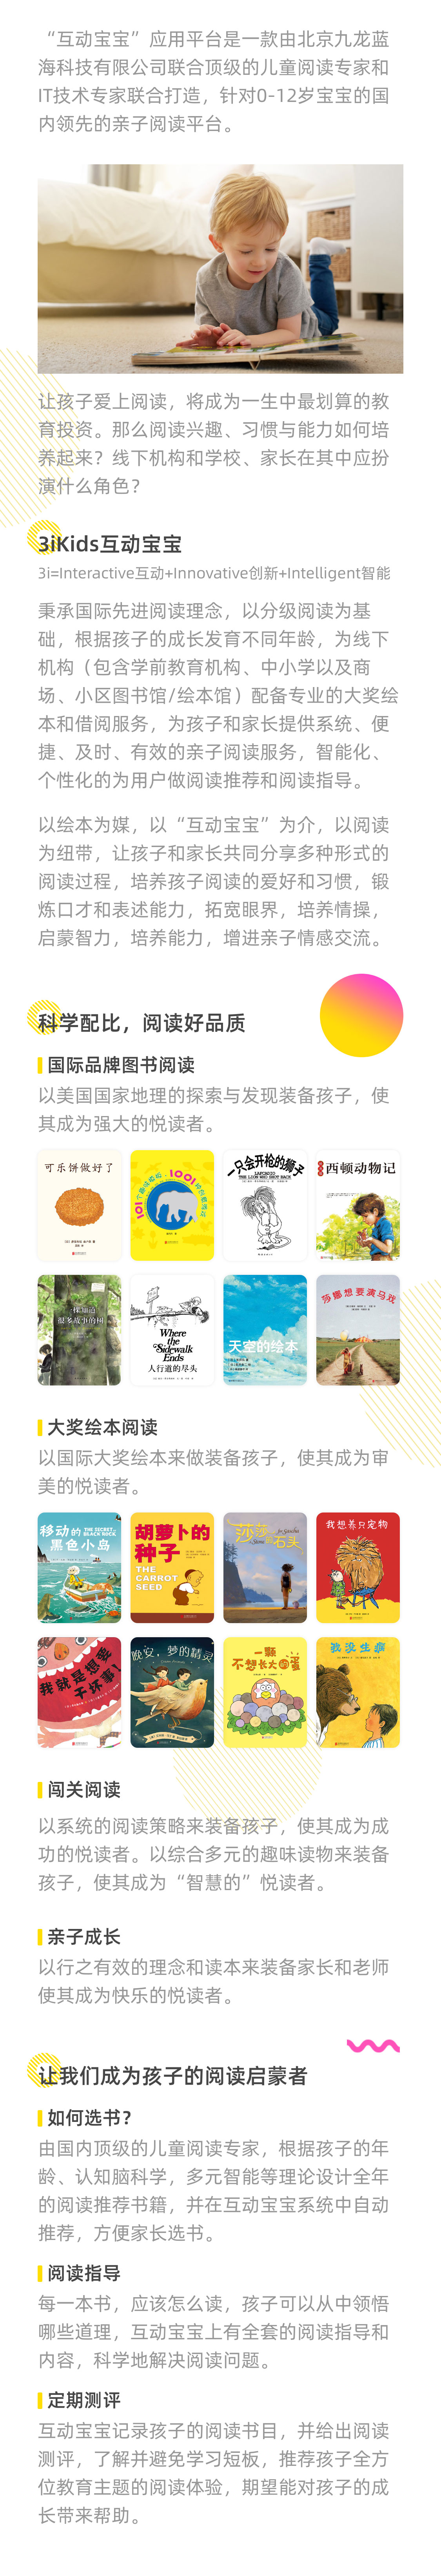 “互动宝宝”应用平台是一款由北京九龙蓝
海科技有限公司联合顶级的儿童阅读专家和
IT技术专家联合打造，针对0-12岁宝宝的国
内领先的亲子阅读平台。
让孩子爱上阅读，将成为一生中最划算的教
育投资。那么阅读兴趣、习惯与能力如何培
养起来？线下机构和学校、家长在其中应扮
演什么角色？
3iKids互动宝宝
3i=Interactive互动+Innovative创新+Intelligent智能
秉承国际先进阅读理念，以分级阅读为基
础，根据孩子的成长发育不同年龄，为线下
机构（包含学前教育机构、中小学以及商
场、小区图书馆/绘本馆）配备专业的大奖绘
本和借阅服务，为孩子和家长提供系统、便
捷、及时、有效的亲子阅读服务，智能化、
个性化的为用户做阅读推荐和阅读指导。
以绘本为媒，以“互动宝宝”为介，以阅读
为纽带，让孩子和家长共同分享多种形式的
阅读过程，培养孩子阅读的爱好和习惯，锻
炼口才和表述能力，拓宽眼界，培养情操，
启蒙智力，培养能力，增进亲子情感交流。
科学配比，阅读好品质
国际品牌图书阅读
以美国国家地理的探索与发现装备孩子，使
其成为强大的悦读者。
可乐饼做好了
一只会开枪的狮子
LAFCADIO
THE LION WHO SHOT BACK
西顿动物记
一棵知道
很多故事的树
Where
the
Sidewalk
Ends
人行道的尽头
天空的绘本
莎娜想要演马戏
大奖绘本阅读
以国际大奖绘本来做装备孩子，使其成为审
美的悦读者。
移动的
THE SECRET
OF
BLACK ROCK
黑色小岛
胡萝卜的
种子
THE
CARROT
SEED
莎莎的石头
我想养只宠物
我就是想要
干坏事！
晚安，梦的精灵
一颗
不想长大的蛋
我没生病
闯关阅读
以系统的阅读策略来装备孩子，使其成为成
功的悦读者。以综合多元的趣味读物来装备
孩子，使其成为“智慧的”悦读者。
亲子成长
以行之有效的理念和读本来装备家长和老师
使其成为快乐的悦读者。
让我们成为孩子的阅读启蒙者
如何选书？
由国内顶级的儿童阅读专家，根据孩子的年
龄、认知脑科学，多元智能等理论设计全年
的阅读推荐书籍，并在互动宝宝系统中自动
推荐，方便家长选书。
阅读指导
每一本书，应该怎么读，孩子可以从中领悟
哪些道理，互动宝宝上有全套的阅读指导和
内容，科学地解决阅读问题。
定期测评
互动宝宝记录孩子的阅读书目，并给出阅读
测评，了解并避免学习短板，推荐孩子全方
位教育主题的阅读体验，期望能对孩子的成
长带来帮助。